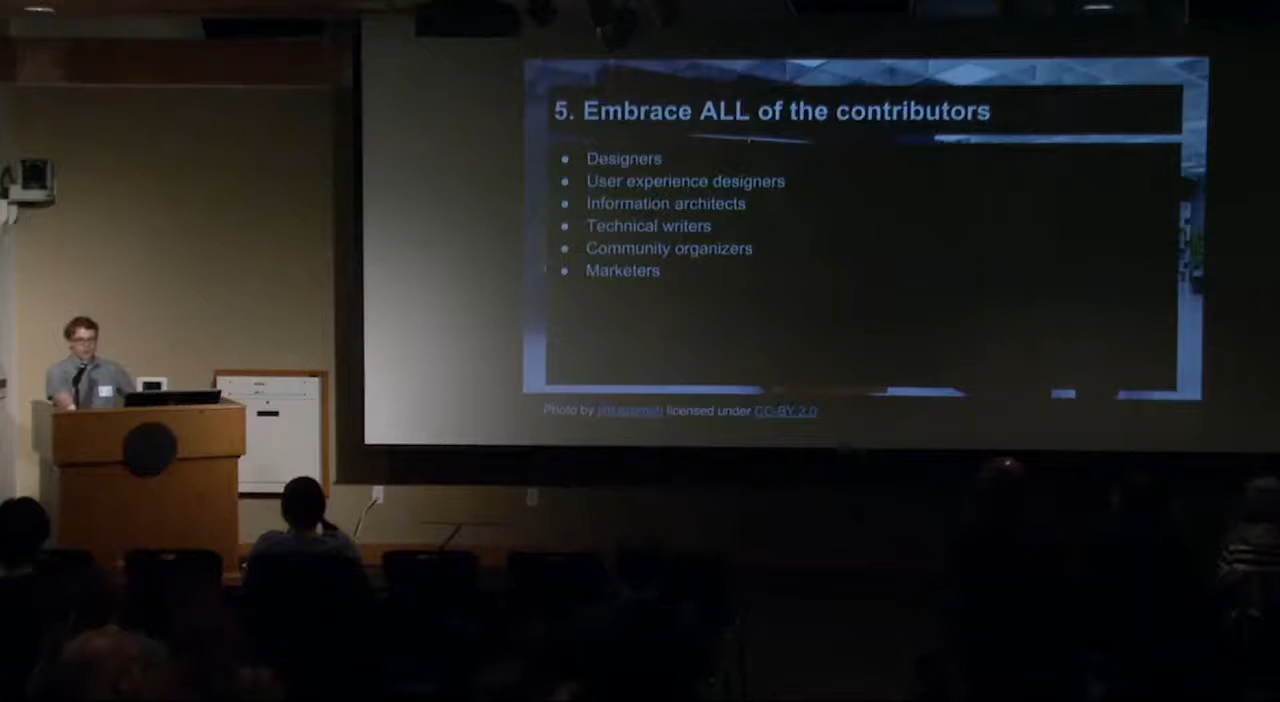 5. Embrace ALL of the contributors
● Designers
● User experience designers
● Information architects
● Technical writers
● Community organizers
● Marketers
Photo by licensed under CC-BY 2.0